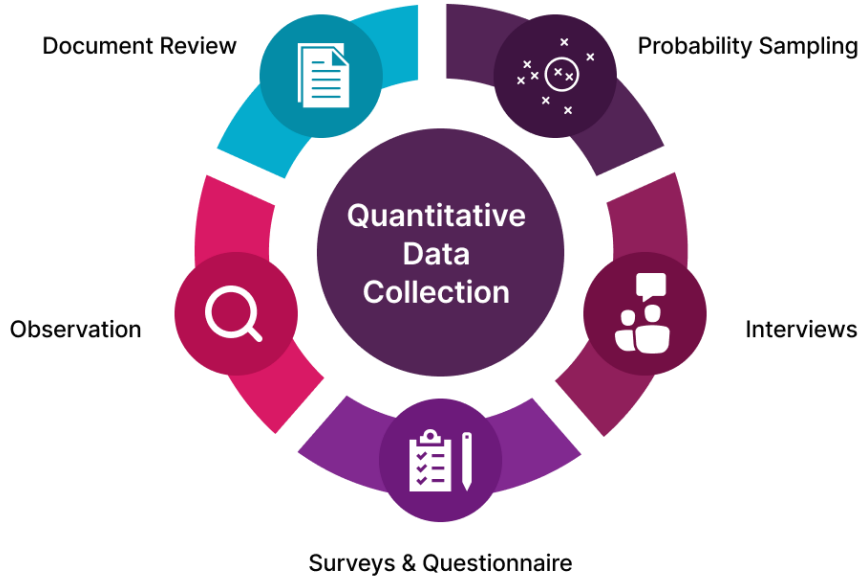 Document Review
Probability Sampling
Quantitative
Data
Collection
Observation
Interviews
Surveys & Questionnaire